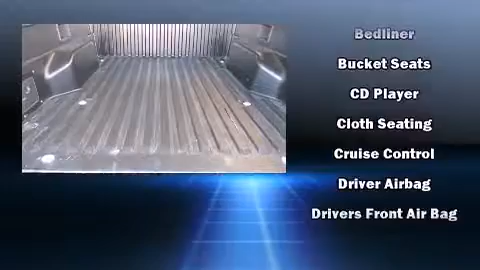 Bedliner
Bucket Seats
CD Player
Cloth Seating
Cruise Control
Driver Airbag
Drivers Front Air Bag